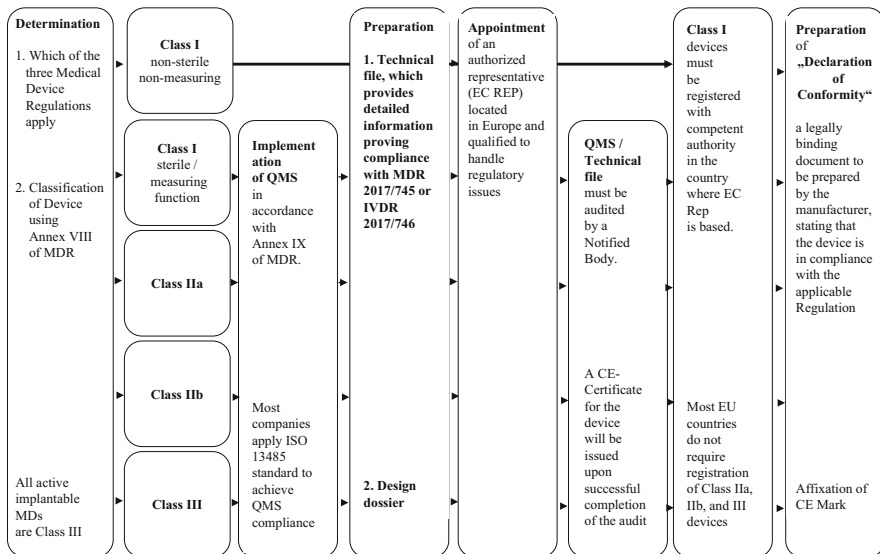 Determination
1. Which of the
three Medical
Device
Regulations
apply
2. Classification
of Device
using
Annex VIII
of MDR
All active
implantable
MDs
are Class III
Class I
non-sterile
non-measuring
Class I
sterile /
measuring
function
Class IIa
Class IIb
Class III
Implement
ation
of QMS
in
accordance
with
Annex IX
of MDR.
Most
companies
apply ISO
13485
standard to
achieve
QMS
compliance
Preparation
1. Technical
file, which
provides
detailed
information
proving
compliance
with MDR
2017/745 or
IVDR
2017/746
2. Design
dossier
Appointment
of an
authorized
representative
(EC REP)
located
in Europe and
qualified to
handle
regulatory
issues
QMS /
Technical
file
must be
audited
by a
Notified
Body.
A CE-
Certificate
for the
device
will be
issued
upon
successful
completion
of the audit
Class I
devices
must
be
registered
with
competent
authority
in the
country
where EC
Rep
is based.
Most EU
countries
do not
require
registration
of Class IIa,
IIb, and III
devices
Preparation
of
„Declaration
of
Conformity“
a legally
binding
document to
be prepared
by the
manufacturer,
stating that
the device is
in compliance
with the
applicable
Regulation
Affixation of
CE Mark